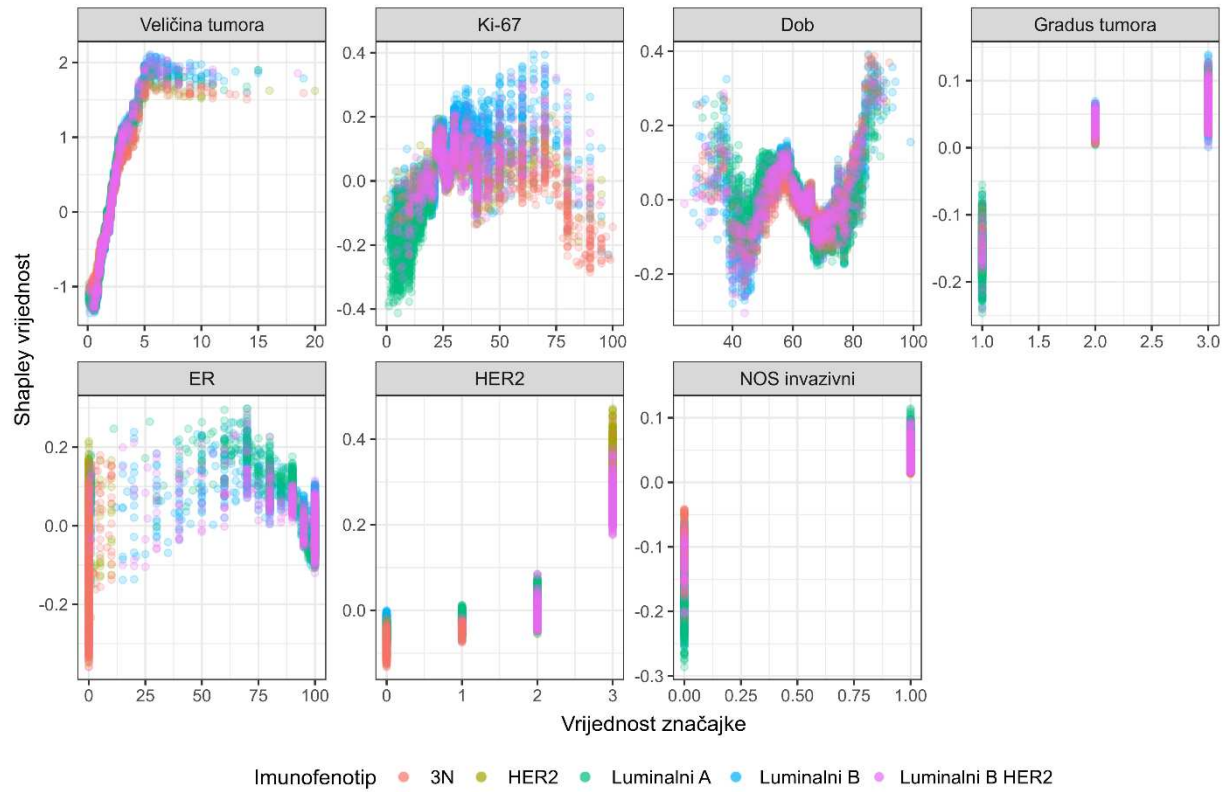 Veličina tumora
Ki-67
Dob
Gradus tumora
2
1
0
-1
0 5 10 15 20
0.4
0.2
0.0
-0.2
-0.4
0 25 50 75 100
0.4
0.2
0.0
-0.2
40 60 80 100
0.1
0.0
-0.1
-0.2
1.0 1.5 2.0 2.5 3.0
Shapley vrijednost
ER
HER2
NOS invazivni
0.2
0.0
-0.2
0 25 50 75 100
0.4
0.2
0.0
0 1 2 3
0.1
0.0
-0.1
-0.2
-0.3
0.00 0.25 0.50 0.75 1.00
Vrijednost značajke
Imunofenotip 3N HER2 Luminalni A Luminalni B Luminalni B HER2